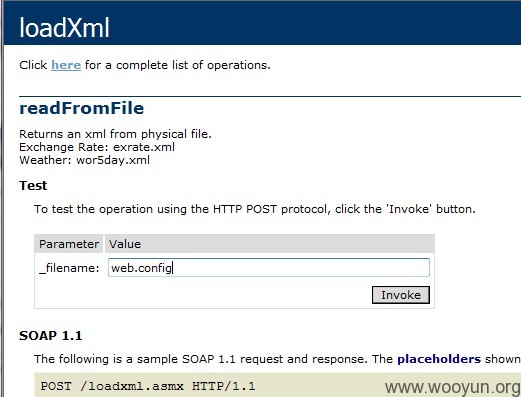 loadXml
Click here for a complete list of operations.
readFromFile
Returns an xml from physical file.
Exchange Rate: exrate.xml
Weather: wor5day.xml
Test
To test the operation using the HTTP POST protocol, click the 'Invoke' button.
Parameter Value
_filename: web.config
Invoke
SOAP 1.1
The following is a sample SOAP 1.1 request and response. The placeholders shown
POST /loadxml.asmx HTTP/1.1
www.wooyun.org